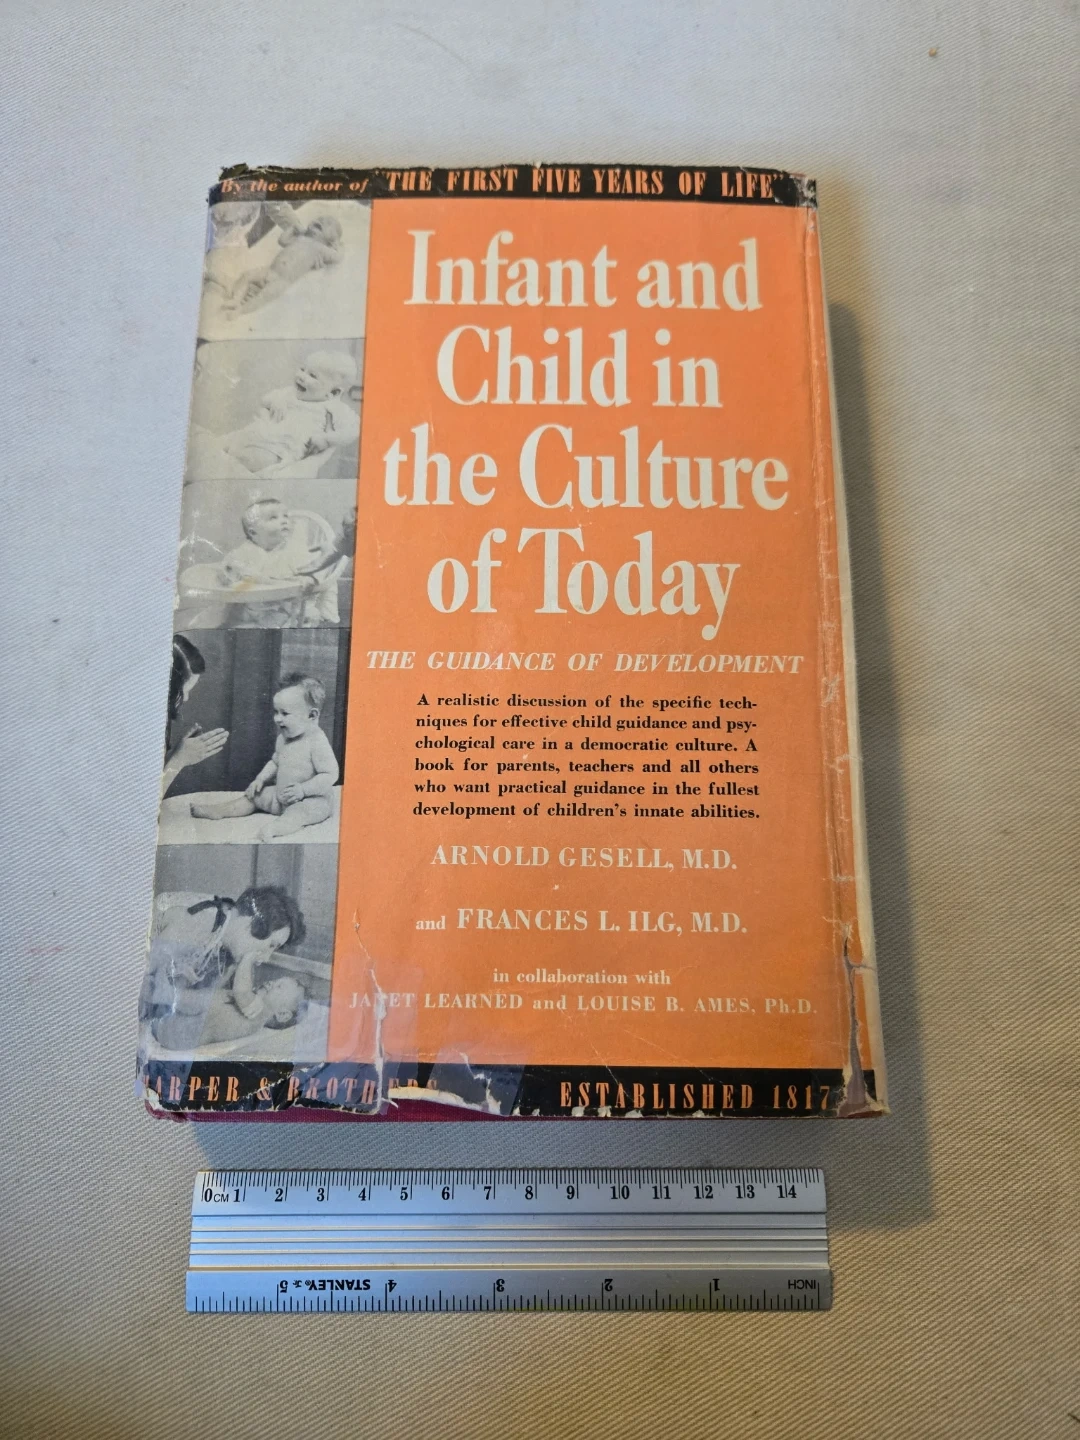 By the author of "THE FIRST FIVE YEARS OF LIFE"
Infant and
Child in
the Culture
of Today
THE GUIDANCE OF DEVELOPMENT
A realistic discussion of the specific tech-
niques for effective child guidance and psy-
chological care in a democratic culture. A
book for parents, teachers and all others
who want practical guidance in the fullest
development of children's innate abilities.
ARNOLD GESELL, M.D.
and FRANCES L. ILG, M.D.
in collaboration with
JANET LEARNED and LOUISE B. AMES, Ph.D.
HARPER & BROTHERS ESTABLISHED 1817
0 CM 1 2 3 4 5 6 7 8 9 10 11 12 13 14
INCH 1 2 3 4 STANLEY 5